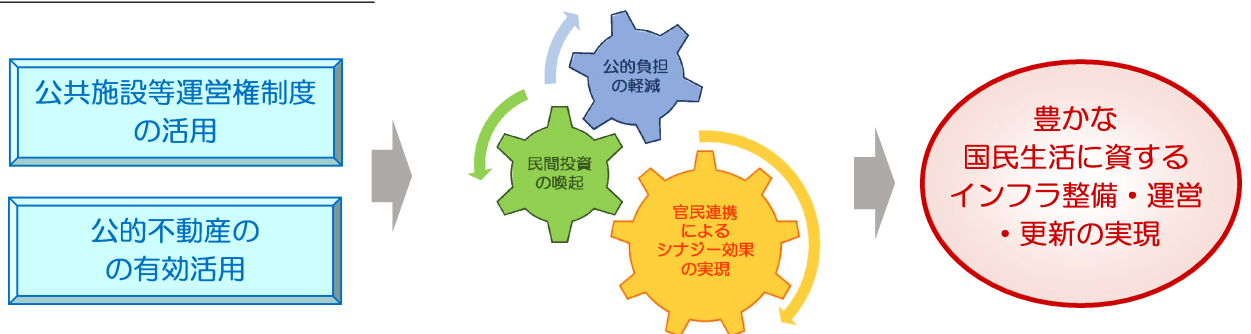 公共施設等運営権制度
の活用
公的不動産の
の有効活用
公的負担
の軽減
民間投資
の喚起
官民連携
による
シナジー効果
の実現
豊かな
国民生活に資する
インフラ整備・運営
・更新の実現